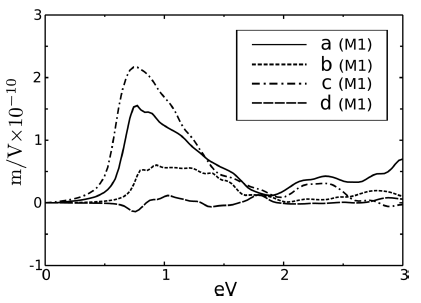 3
2
1
0
-1
m/V×10⁻¹⁰
a (M1)
b (M1)
c (M1)
d (M1)
0 1 2 3
eV